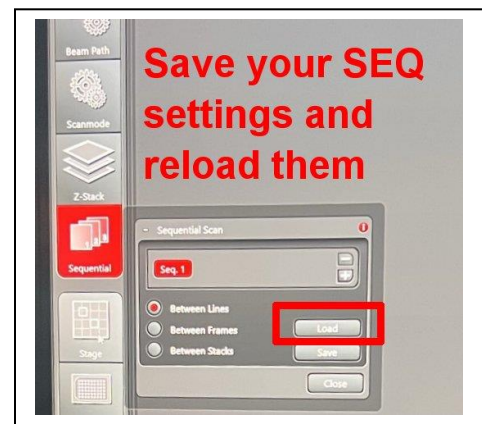 Save your SEQ
settings and
reload them
Beam Path
Scanmode
Z-Stack
Sequential
Stage
- Sequential Scan
Seq. 1
Between Lines
Between Frames
Between Stacks
Load
Save
Close